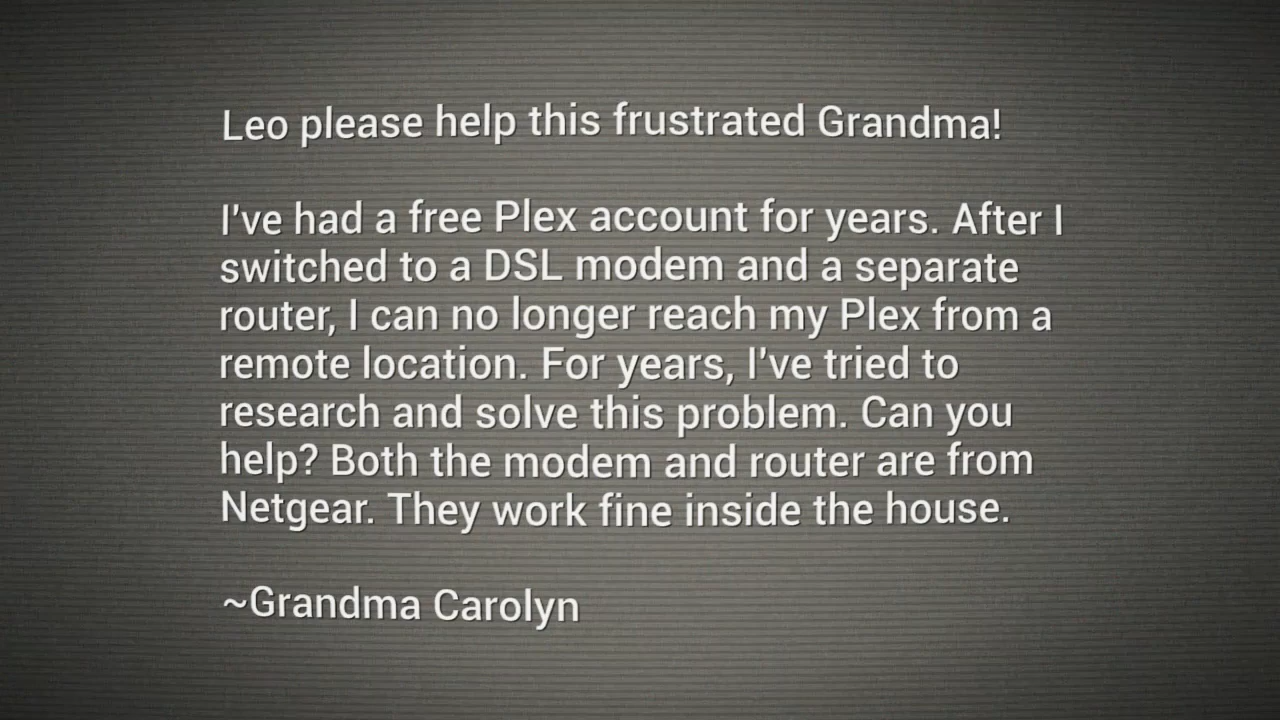 Leo please help this frustrated Grandma!
I've had a free Plex account for years. After I
switched to a DSL modem and a separate
router, I can no longer reach my Plex from a
remote location. For years, I've tried to
research and solve this problem. Can you
help? Both the modem and router are from
Netgear. They work fine inside the house.
~Grandma Carolyn